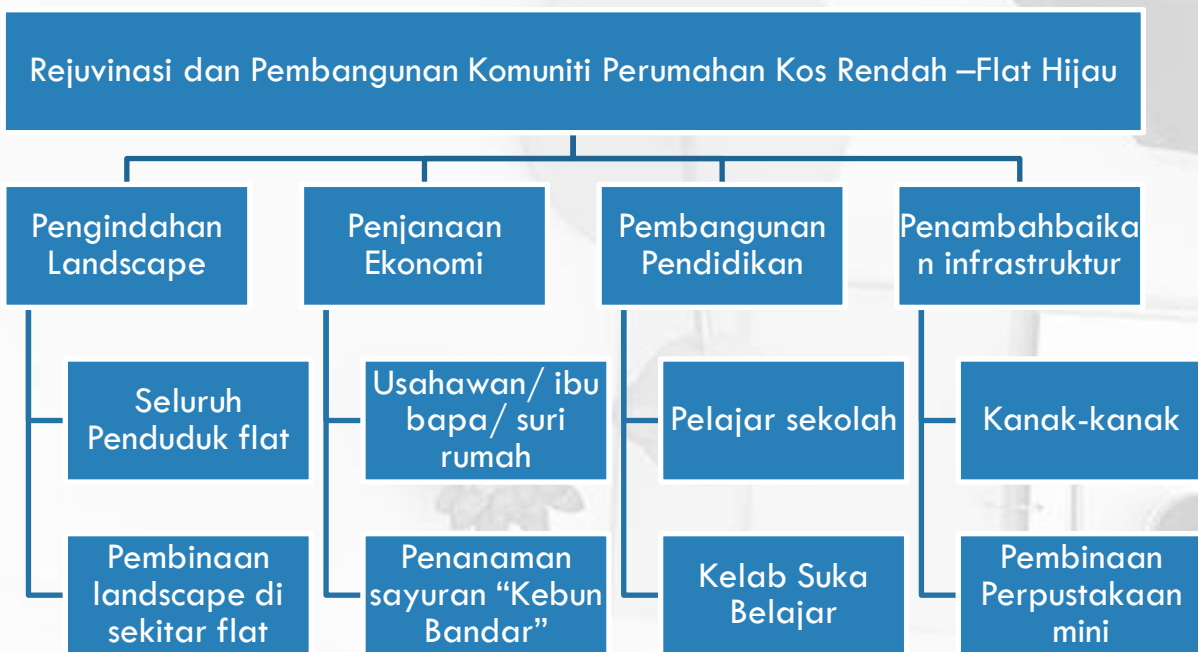 Rejuvinasi dan Pembangunan Komuniti Perumahan Kos Rendah –Flat Hijau
Pengindahan
Landscape
Penjanaan
Ekonomi
Pembangunan
Pendidikan
Penambahbaika
n infrastruktur
Seluruh
Penduduk flat
Usahawan/ ibu
bapa/ suri
rumah
Pelajar sekolah
Kanak-kanak
Pembinaan
landscape di
sekitar flat
Penanaman
sayuran “Kebun
Bandar”
Kelab Suka
Belajar
Pembinaan
Perpustakaan
mini